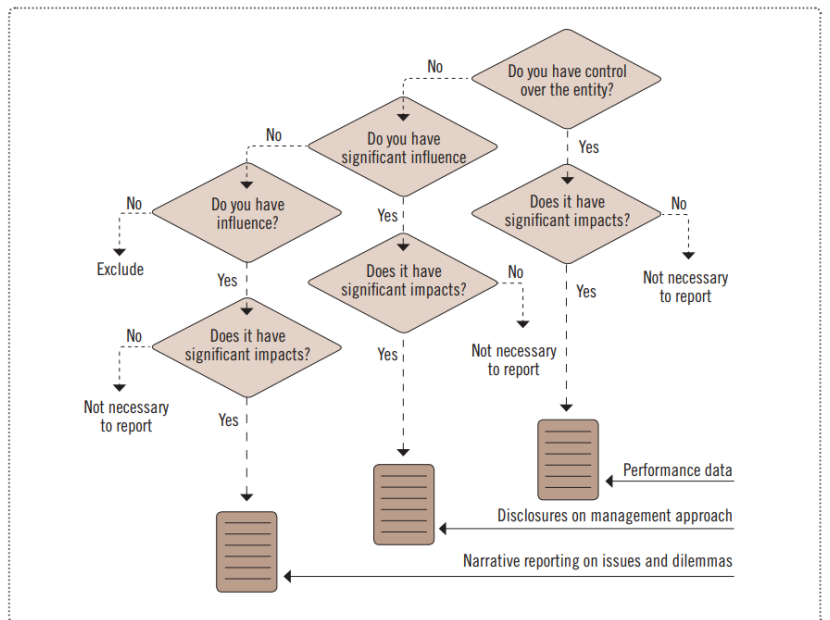 No
Do you have control
over the entity?
No
Do you have
significant influence
Yes
No
Do you have
influence?
Yes
Does it have
significant impacts?
No
Exclude
Yes
Does it have
significant impacts?
No
Not necessary
to report
Yes
No
Does it have
significant impacts?
Yes
Not necessary
to report
Not necessary
to report
Yes
Performance data
Disclosures on management approach
Narrative reporting on issues and dilemmas